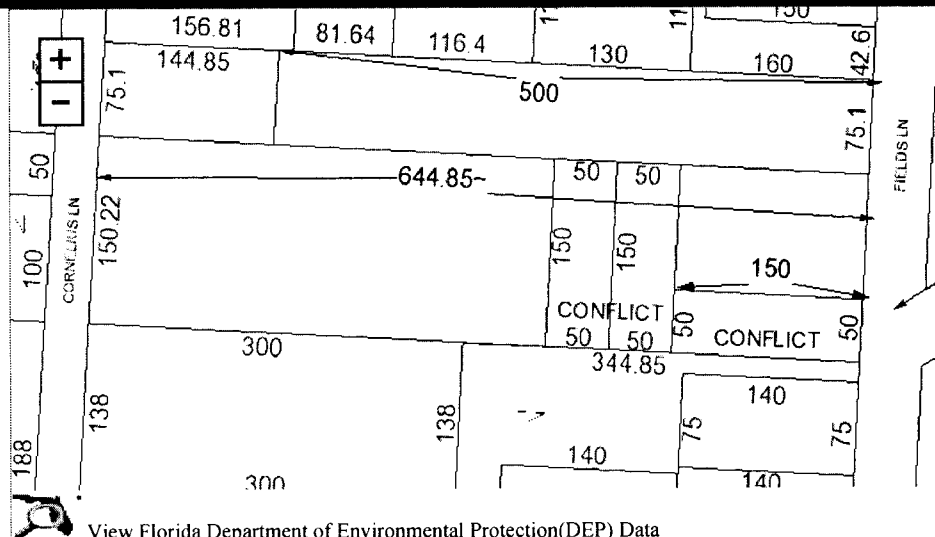 150
156.81 81.64 116.4 130 160 42.6
144.85
500
75.1 75.1
FIELDS LN
50
644.85~ 50 50
CORNELIUS LN
150.22
100
150 150
150
CONFLICT
50 50 50 CONFLICT 50
300
344.85
140
138 138 75 75
188
140
300 140
+
−
View Florida Department of Environmental Protection(DEP) Data